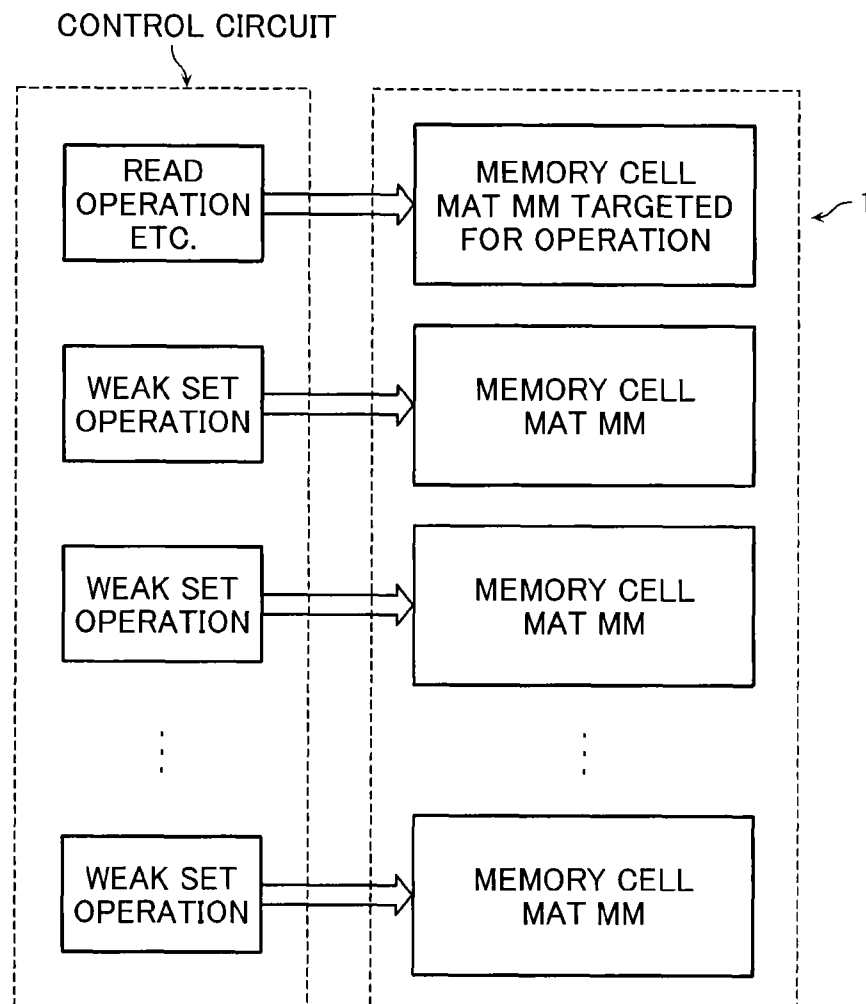 CONTROL CIRCUIT
READ
OPERATION
ETC.
MEMORY CELL
MAT MM TARGETED
FOR OPERATION
1
WEAK SET
OPERATION
MEMORY CELL
MAT MM
WEAK SET
OPERATION
MEMORY CELL
MAT MM
WEAK SET
OPERATION
MEMORY CELL
MAT MM